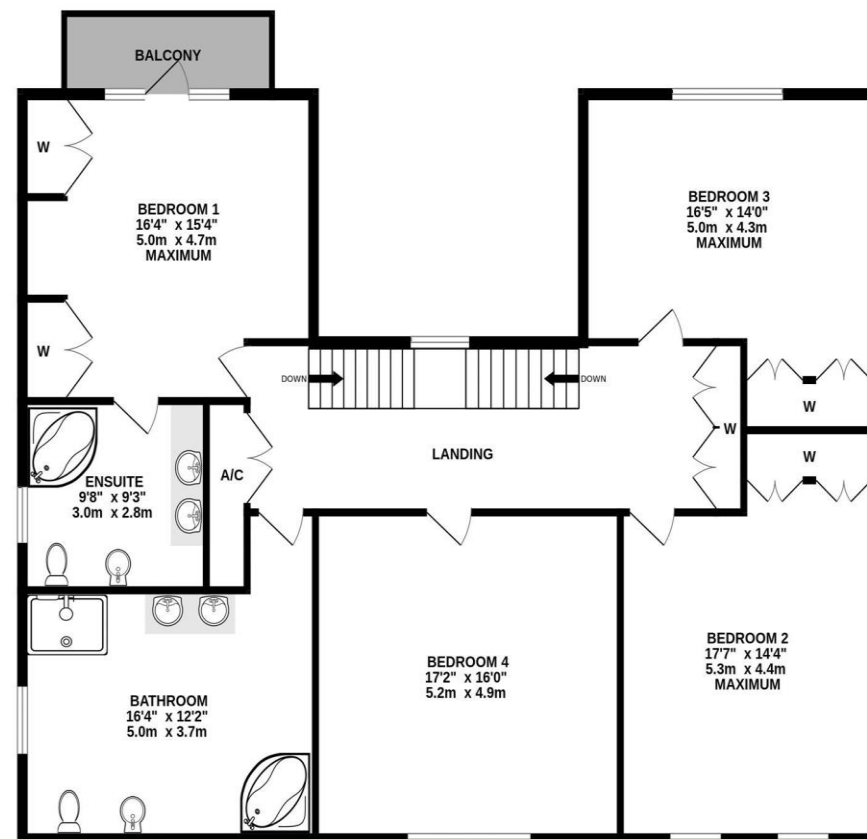 BALCONY
W
BEDROOM 1
16'4" x 15'4"
5.0m x 4.7m
MAXIMUM
BEDROOM 3
16'5" x 14'0"
5.0m x 4.3m
MAXIMUM
W
DOWN
DOWN
W
W
W
LANDING
A/C
ENSUITE
9'8" x 9'3"
3.0m x 2.8m
BEDROOM 4
17'2" x 16'0"
5.2m x 4.9m
BEDROOM 2
17'7" x 14'4"
5.3m x 4.4m
MAXIMUM
BATHROOM
16'4" x 12'2"
5.0m x 3.7m